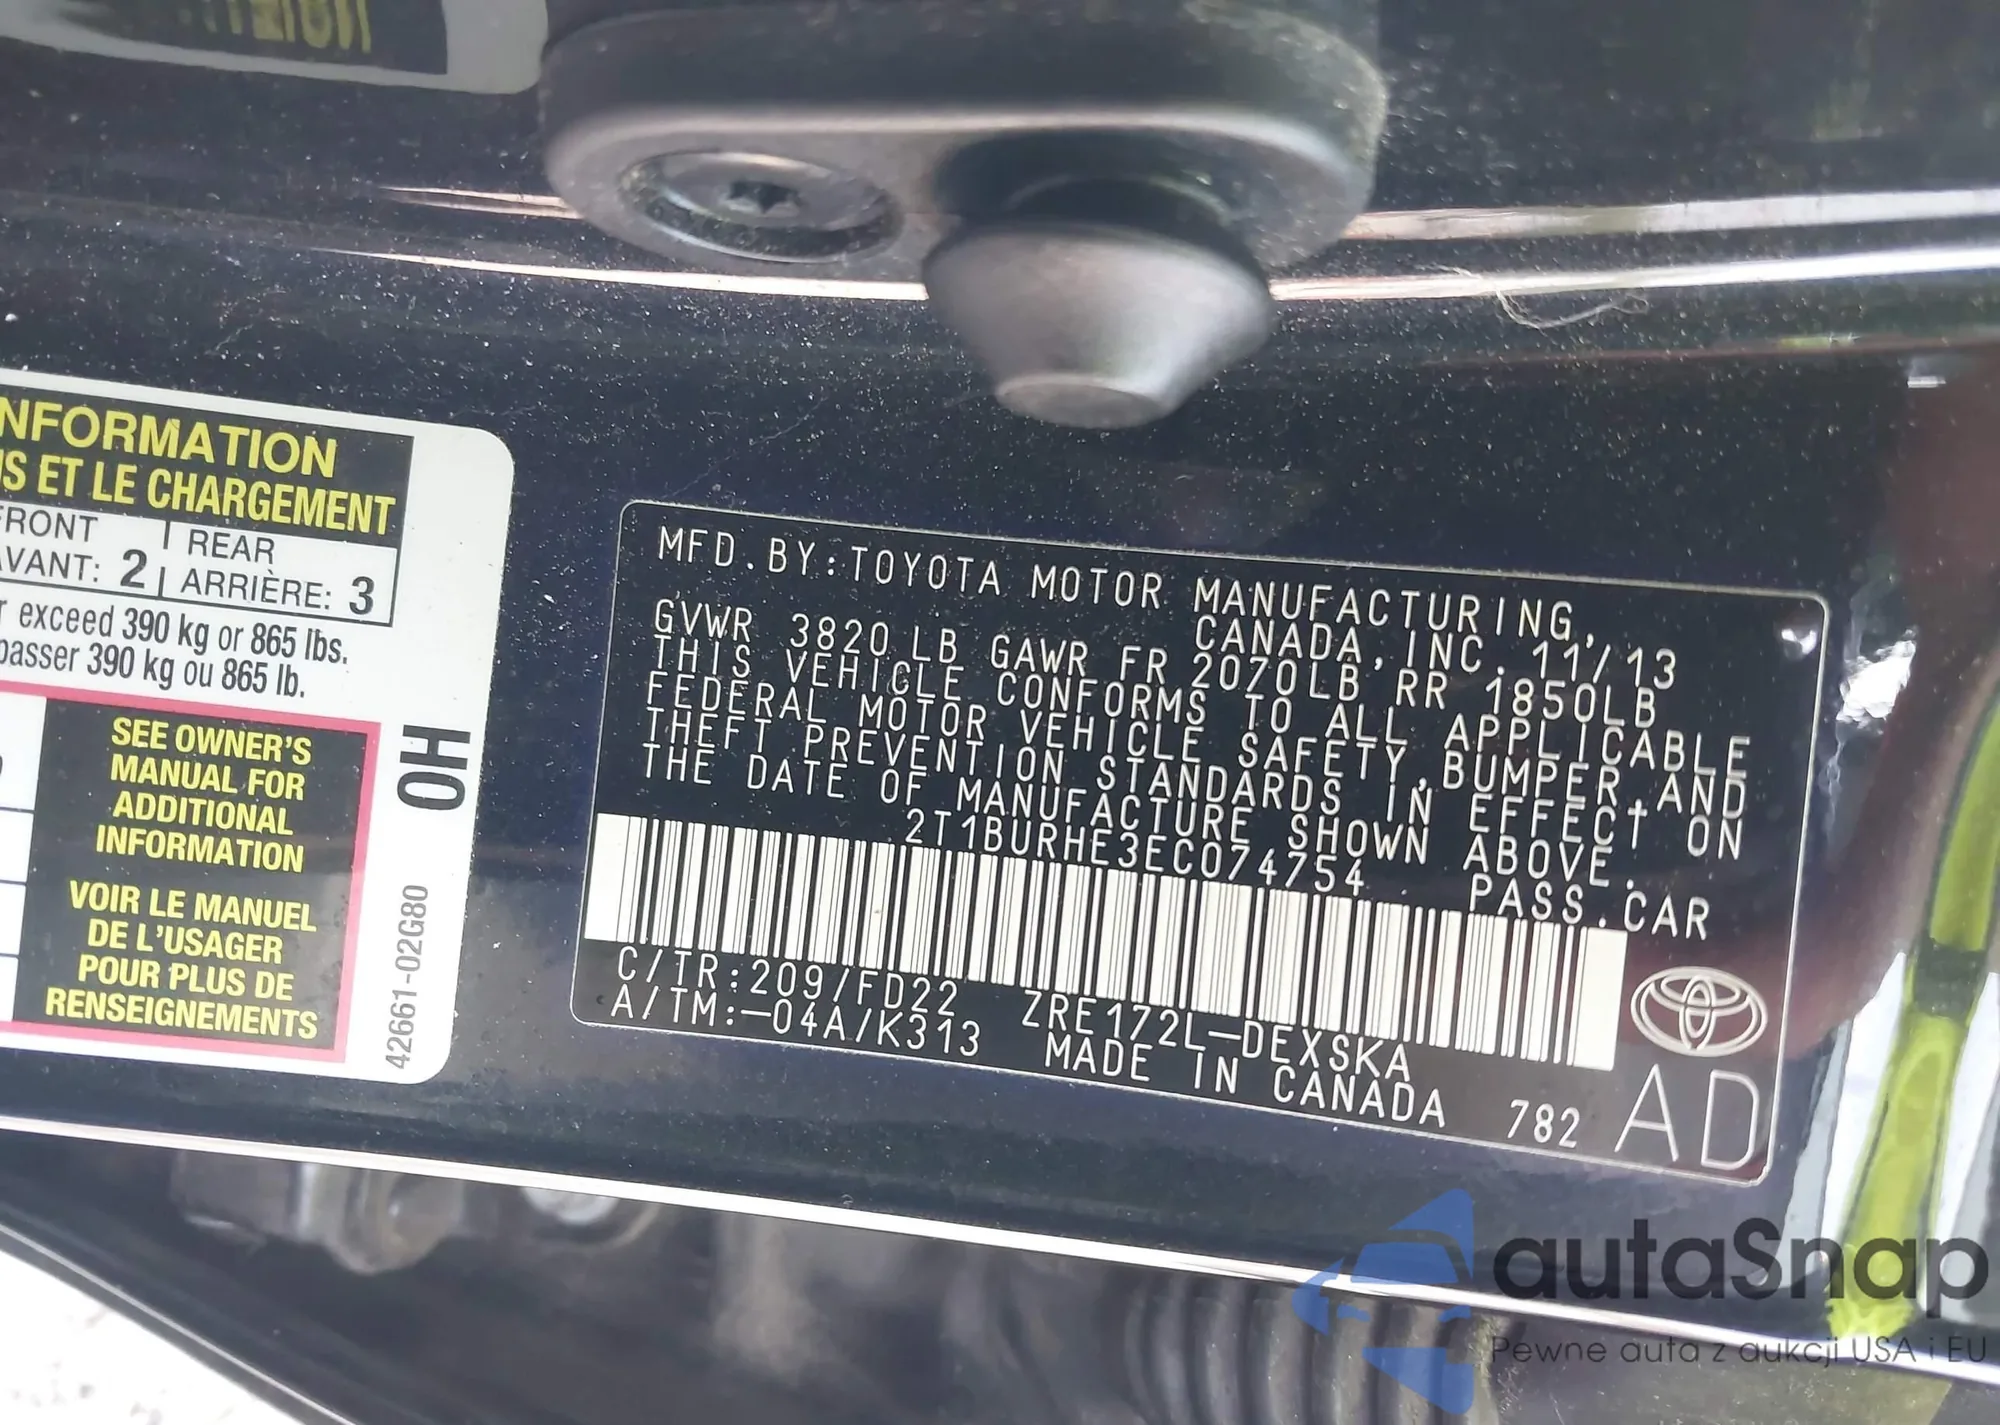 NFORMATION
S ET LE CHARGEMENT
FRONT | REAR
AVANT: 2 | ARRIÈRE: 3
exceed 390 kg or 865 lbs.
passer 390 kg ou 865 lb.
SEE OWNER'S
MANUAL FOR
ADDITIONAL
INFORMATION
VOIR LE MANUEL
DE L'USAGER
POUR PLUS DE
RENSEIGNEMENTS
0H
42661-02G80
MFD.BY:TOYOTA MOTOR MANUFACTURING,
CANADA,INC. 11/13
GVWR 3820LB GAWR FR 2070LB RR 1850LB
THIS VEHICLE CONFORMS TO ALL APPLICABLE
FEDERAL MOTOR VEHICLE SAFETY,BUMPER,AND
THEFT PREVENTION STANDARDS IN EFFECT ON
THE DATE OF MANUFACTURE SHOWN ABOVE.
2T1BURHE3EC074754 PASS.CAR
C/TR:209/FD22 ZRE172L-DEXSKA
A/TM:-04A/K313 MADE IN CANADA 782 AD
autaSnap
Pewne auta z aukcji USA i EU